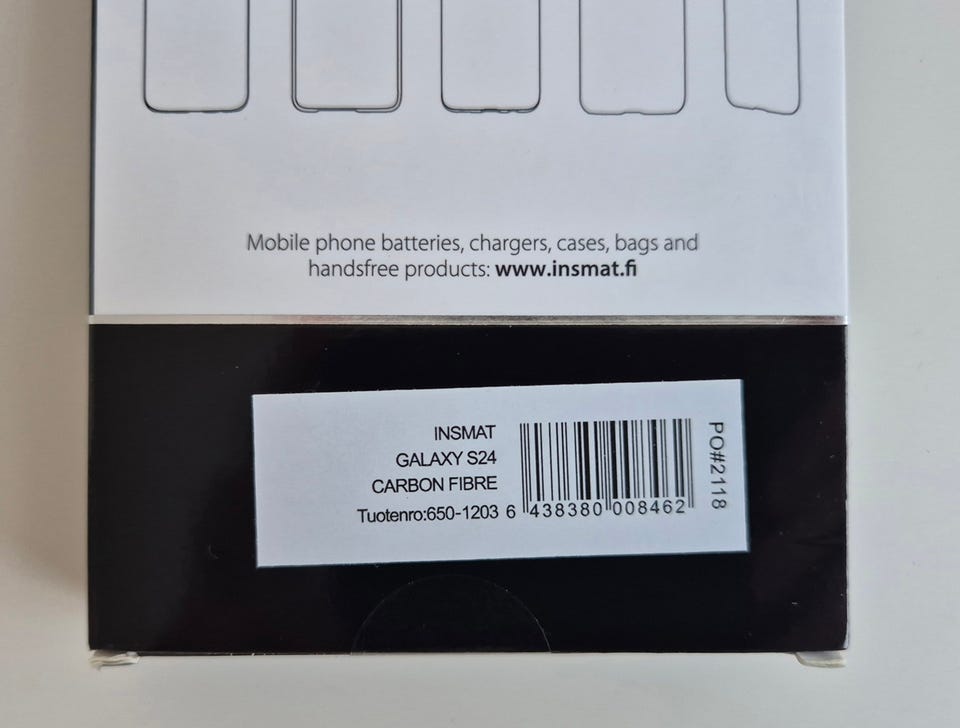 Mobile phone batteries, chargers, cases, bags and
handsfree products: www.insmat.fi
INSMAT
GALAXY S24
CARBON FIBRE
Tuotenro:650-1203
6 438380 008462
PO#2118